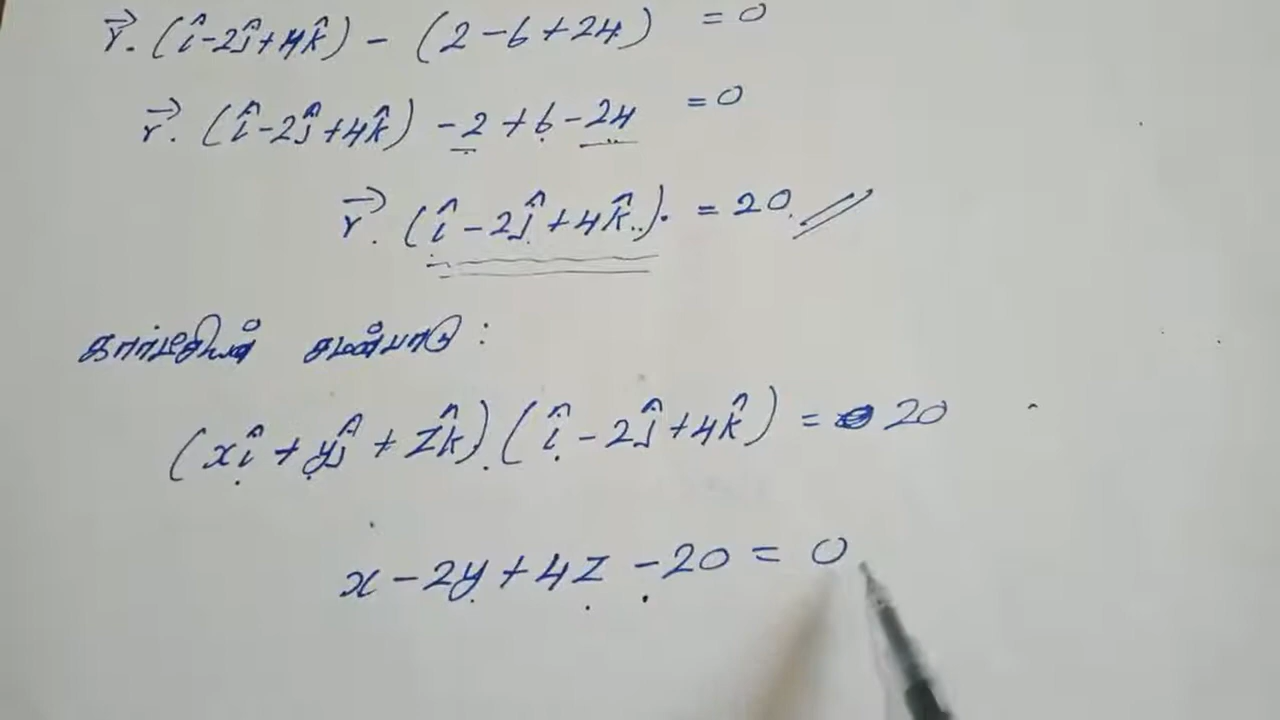 r⃗. (î-2ĵ+4k̂) - (2-6+24) = 0
r⃗. (î-2ĵ+4k̂) -2+6-24 = 0
r⃗. (î-2ĵ+4k̂). = 20
கார்டீசியன் சமன்பாடு :
(xî+yĵ+zk̂).(î-2ĵ+4k̂) = 20
x-2y+4z-20 = 0